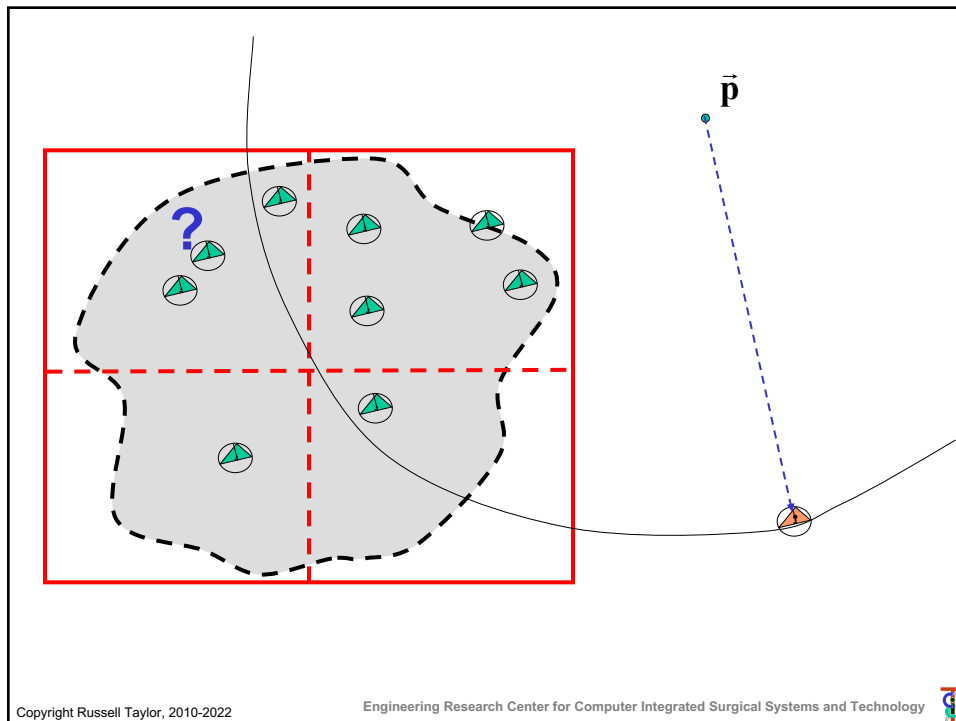 p
?
Copyright Russell Taylor, 2010-2022
Engineering Research Center for Computer Integrated Surgical Systems and Technology